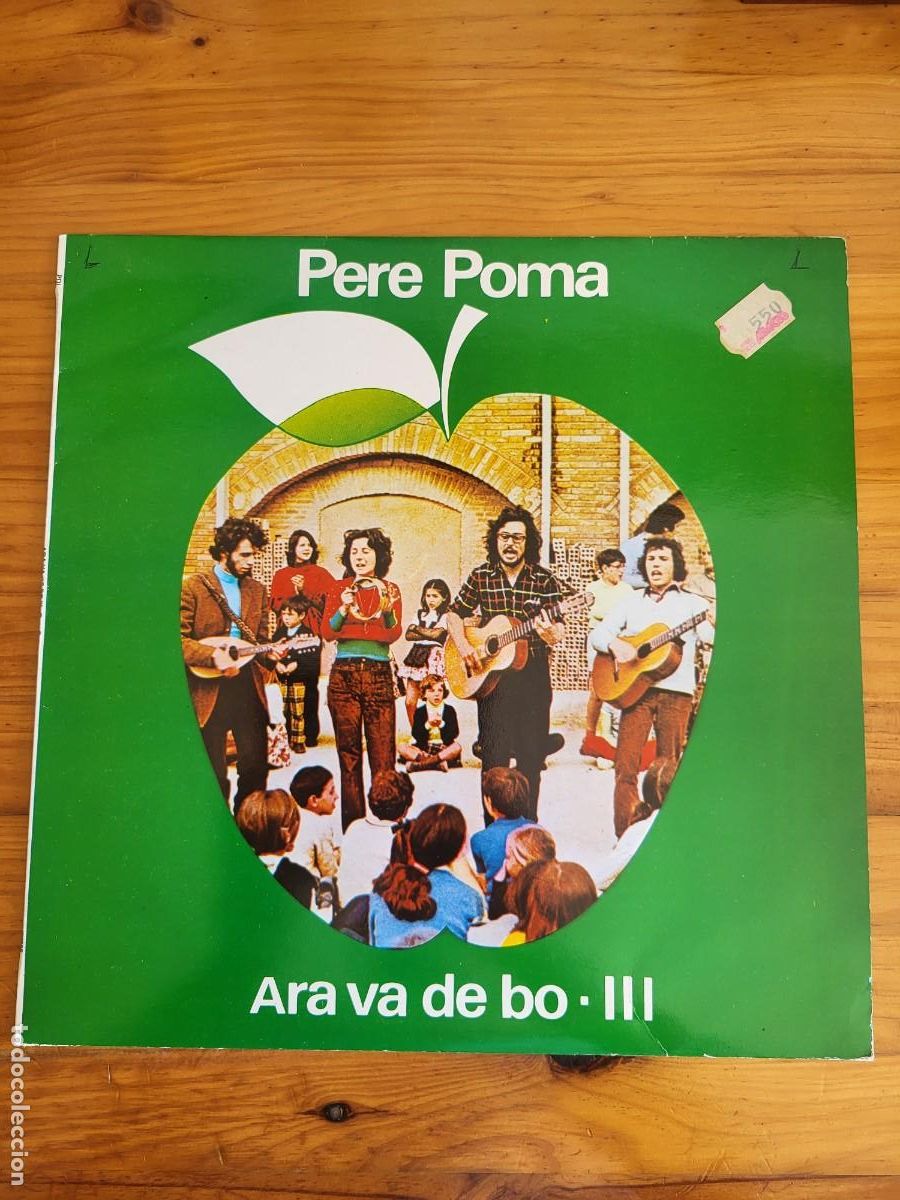 Pere Poma
550
Ara va de bo · III
todocoleccion